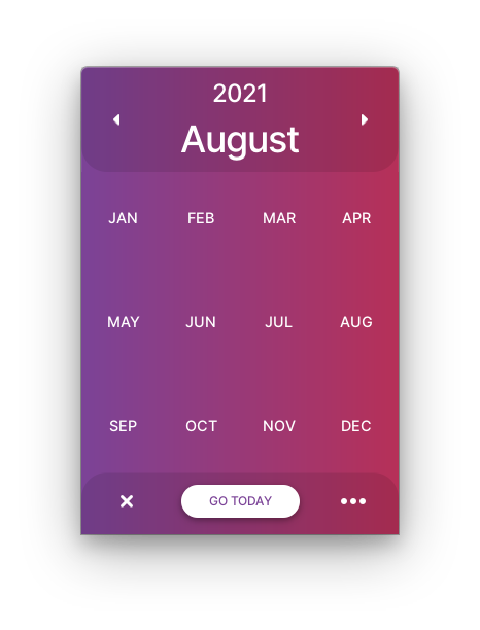 2021
August
JAN FEB MAR APR
MAY JUN JUL AUG
SEP OCT NOV DEC
GO TODAY